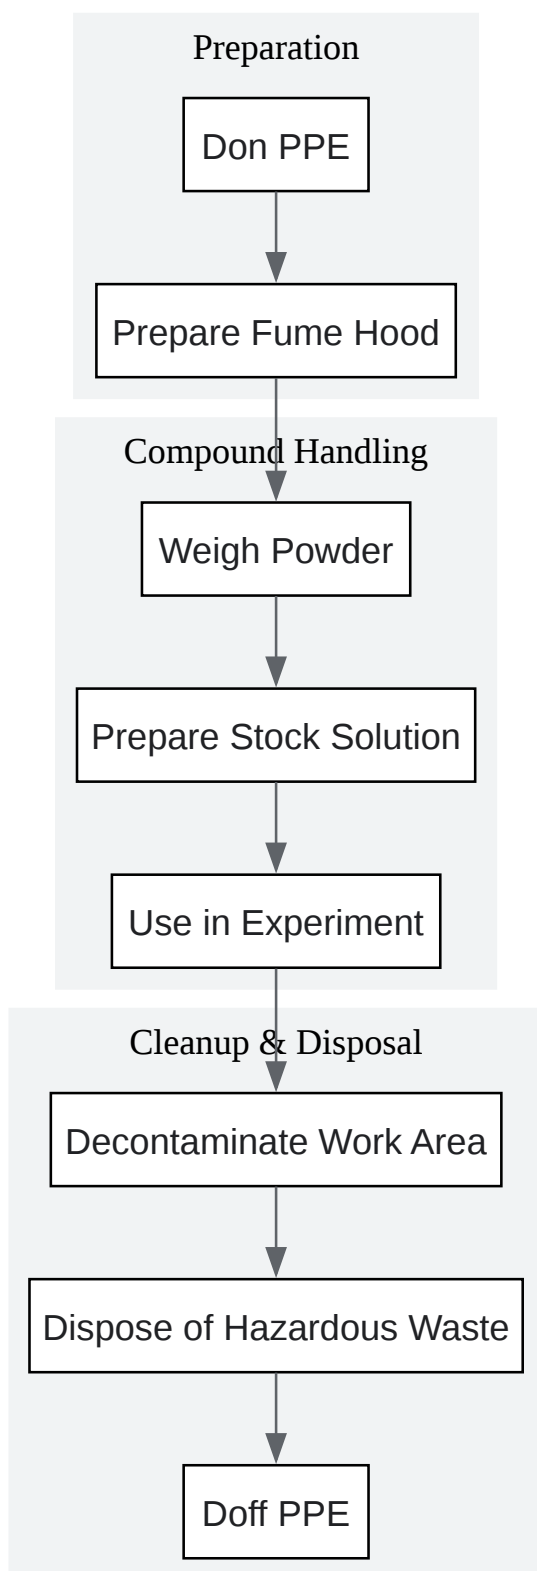 Preparation
Don PPE
Prepare Fume Hood
Compound Handling
Weigh Powder
Prepare Stock Solution
Use in Experiment
Cleanup & Disposal
Decontaminate Work Area
Dispose of Hazardous Waste
Doff PPE